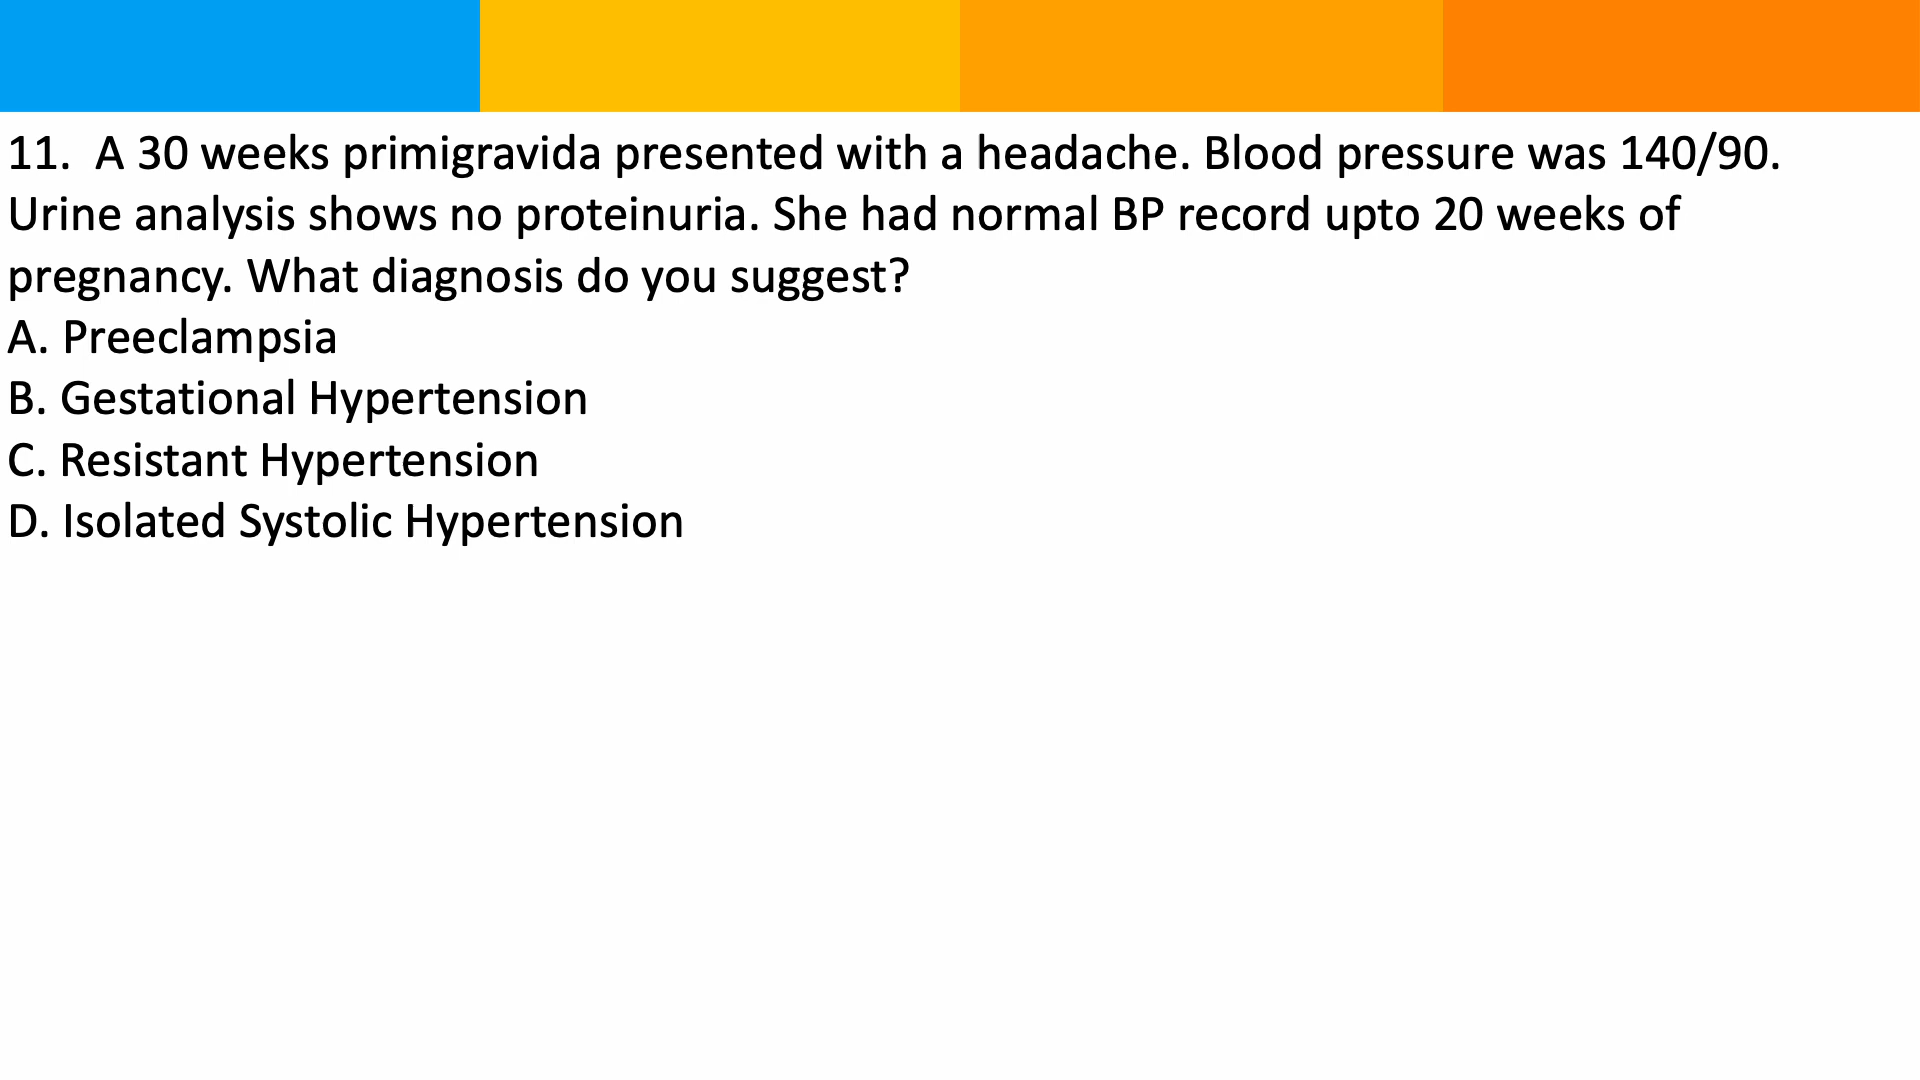 11.  A 30 weeks primigravida presented with a headache. Blood pressure was 140/90.
Urine analysis shows no proteinuria. She had normal BP record upto 20 weeks of
pregnancy. What diagnosis do you suggest?
A. Preeclampsia
B. Gestational Hypertension
C. Resistant Hypertension
D. Isolated Systolic Hypertension